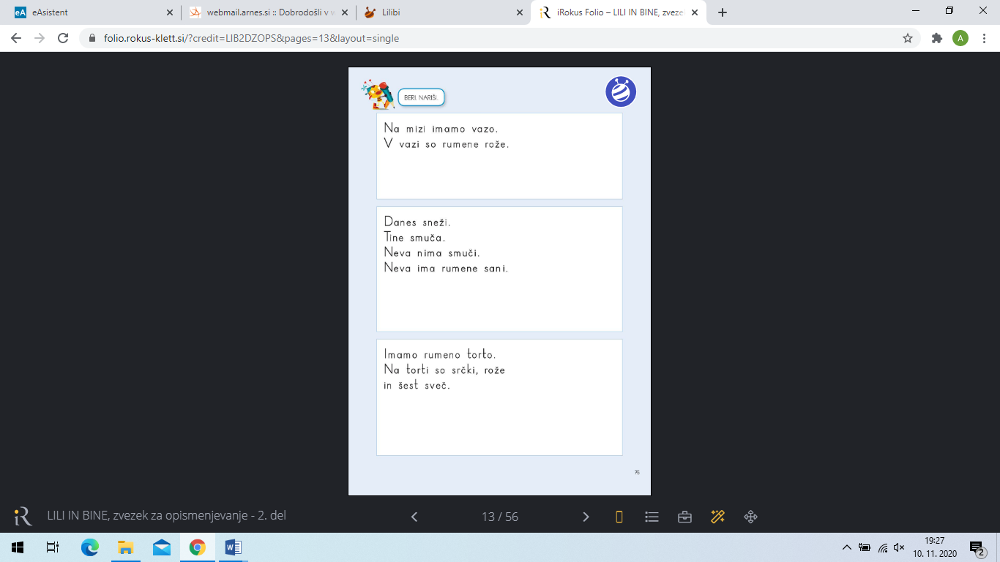 eAsistent
webmail.arnes.si :: Dobrodošli v w
Lilibi
iRokus Folio – LILI IN BINE, zveze
folio.rokus-klett.si/?credit=LIB2DZOPS&pages=13&layout=single
A
BERI. NARIŠI.
Na mizi imamo vazo.
V vazi so rumene rože.
Danes sneži.
Tine smuča.
Neva nima smuči.
Neva ima rumene sani.
Imamo rumeno torto.
Na torti so srčki, rože
in šest sveč.
75
LILI IN BINE, zvezek za opismenjevanje - 2. del
13 / 56
19:27
10. 11. 2020
2